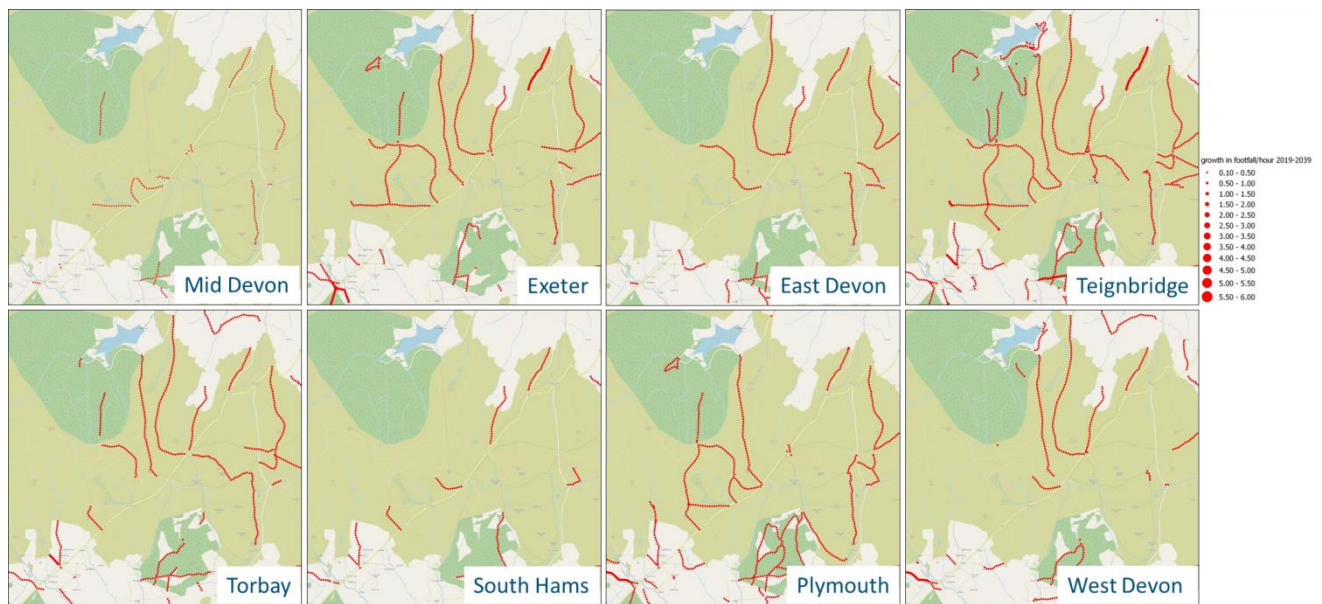 Mid Devon
Exeter
East Devon
Teignbridge
growth in footfall/hour 2019-2039
0.10 - 0.50
0.50 - 1.00
1.00 - 1.50
1.50 - 2.00
2.00 - 2.50
2.50 - 3.00
3.00 - 3.50
3.50 - 4.00
4.00 - 4.50
4.50 - 5.00
5.00 - 5.50
5.50 - 6.00
Torbay
South Hams
Plymouth
West Devon